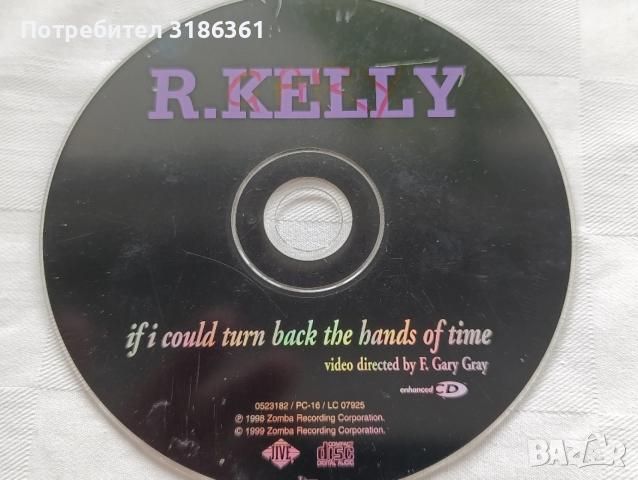 Потребител 3186361
R.KELLY
if i could turn back the hands of time
video directed by F. Gary Gray
enhanced CD
0523182 / PC-16 / LC 07925
℗ 1998 Zomba Recording Corporation.
© 1999 Zomba Recording Corporation.
JIVE
COMPACT
disc
DIGITAL AUDIO
BAZAR